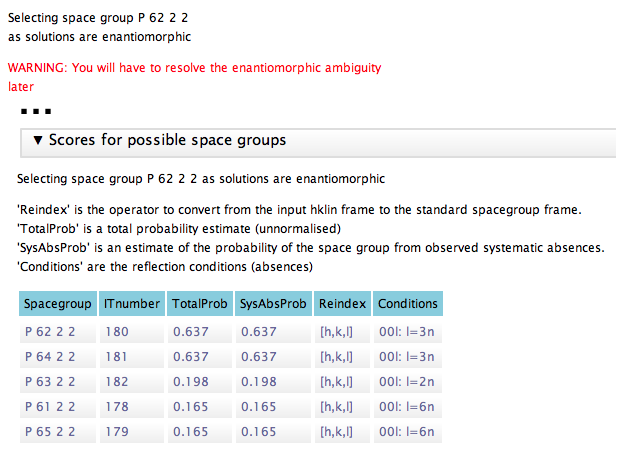 Selecting space group P 62 2 2
as solutions are enantiomorphic
WARNING: You will have to resolve the enantiomorphic ambiguity
later
...
▼ Scores for possible space groups
Selecting space group P 62 2 2 as solutions are enantiomorphic
'Reindex' is the operator to convert from the input hklin frame to the standard spacegroup frame.
'TotalProb' is a total probability estimate (unnormalised)
'SysAbsProb' is an estimate of the probability of the space group from observed systematic absences.
'Conditions' are the reflection conditions (absences)
Spacegroup ITnumber TotalProb SysAbsProb Reindex Conditions
P 62 2 2 180 0.637 0.637 [h,k,l] 00l: l=3n
P 64 2 2 181 0.637 0.637 [h,k,l] 00l: l=3n
P 63 2 2 182 0.198 0.198 [h,k,l] 00l: l=2n
P 61 2 2 178 0.165 0.165 [h,k,l] 00l: l=6n
P 65 2 2 179 0.165 0.165 [h,k,l] 00l: l=6n